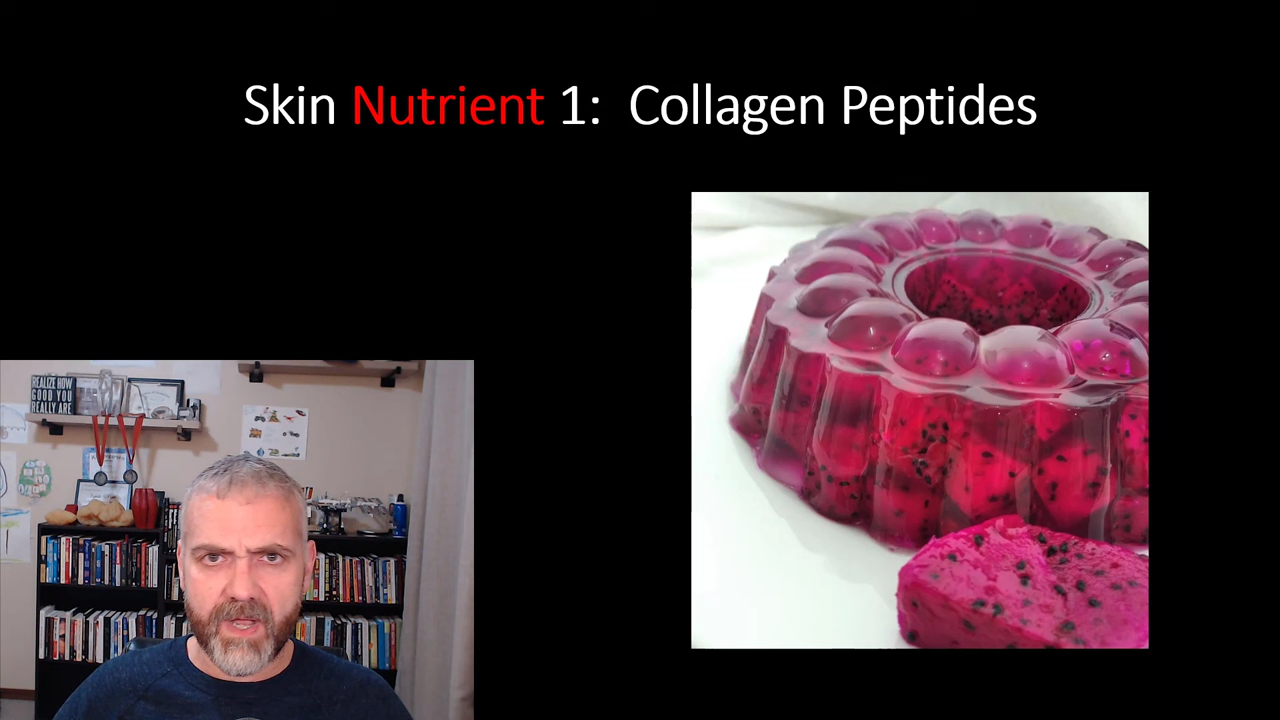 Skin Nutrient 1:  Collagen Peptides
REALIZE HOW
GOOD YOU
REALLY ARE